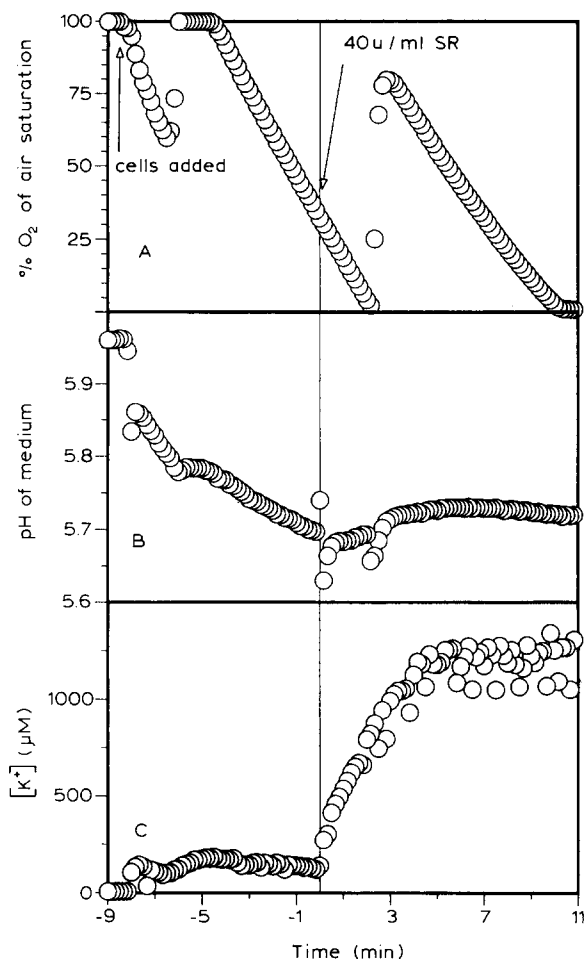 % O₂ of air saturation
100
75
50
25
40u/ml SR
cells added
A
pH of medium
5.9
5.8
5.7
5.6
B
[K⁺] (μM)
1000
500
0
C
-9
-5
-1
3
7
11
Time (min)